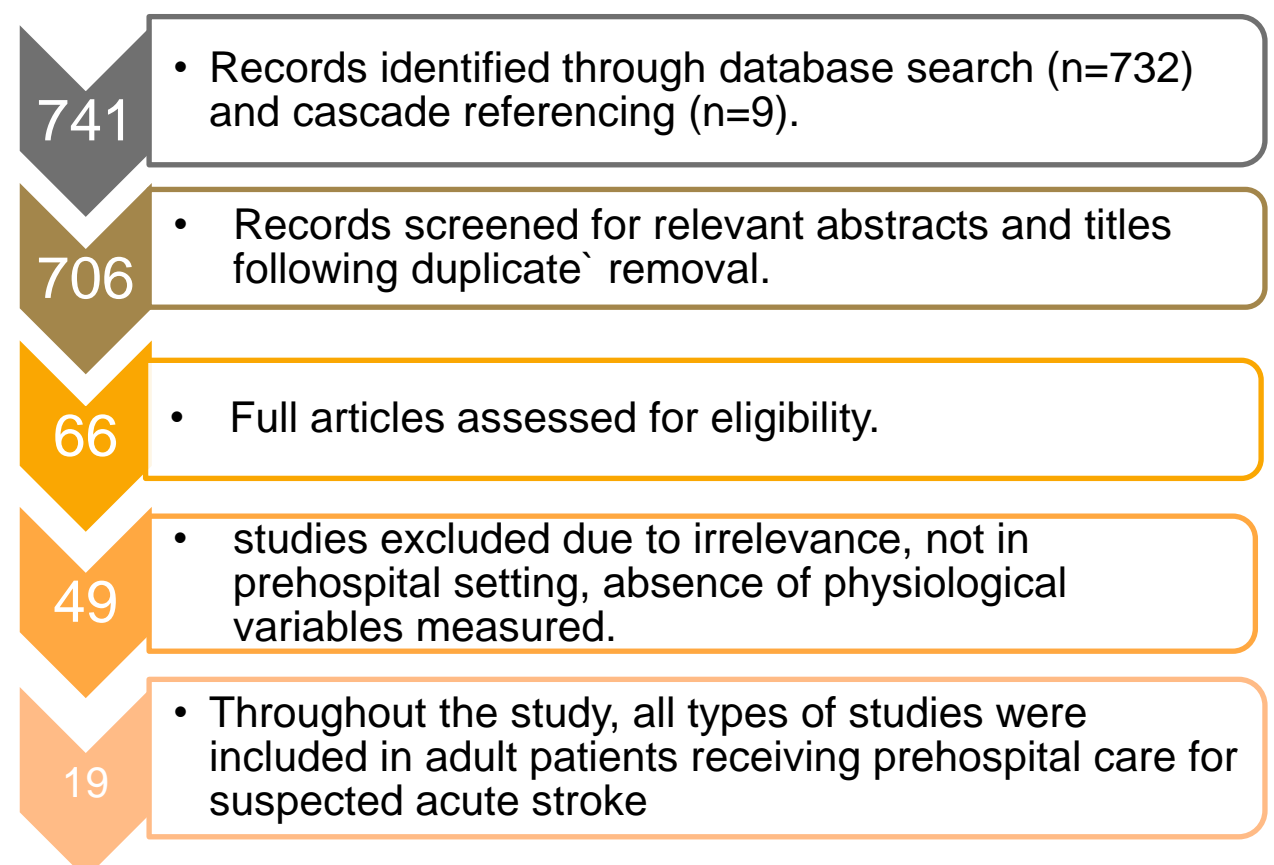 741
• Records identified through database search (n=732)
and cascade referencing (n=9).
706
• Records screened for relevant abstracts and titles
following duplicate` removal.
66
• Full articles assessed for eligibility.
49
• studies excluded due to irrelevance, not in
prehospital setting, absence of physiological
variables measured.
19
• Throughout the study, all types of studies were
included in adult patients receiving prehospital care for
suspected acute stroke